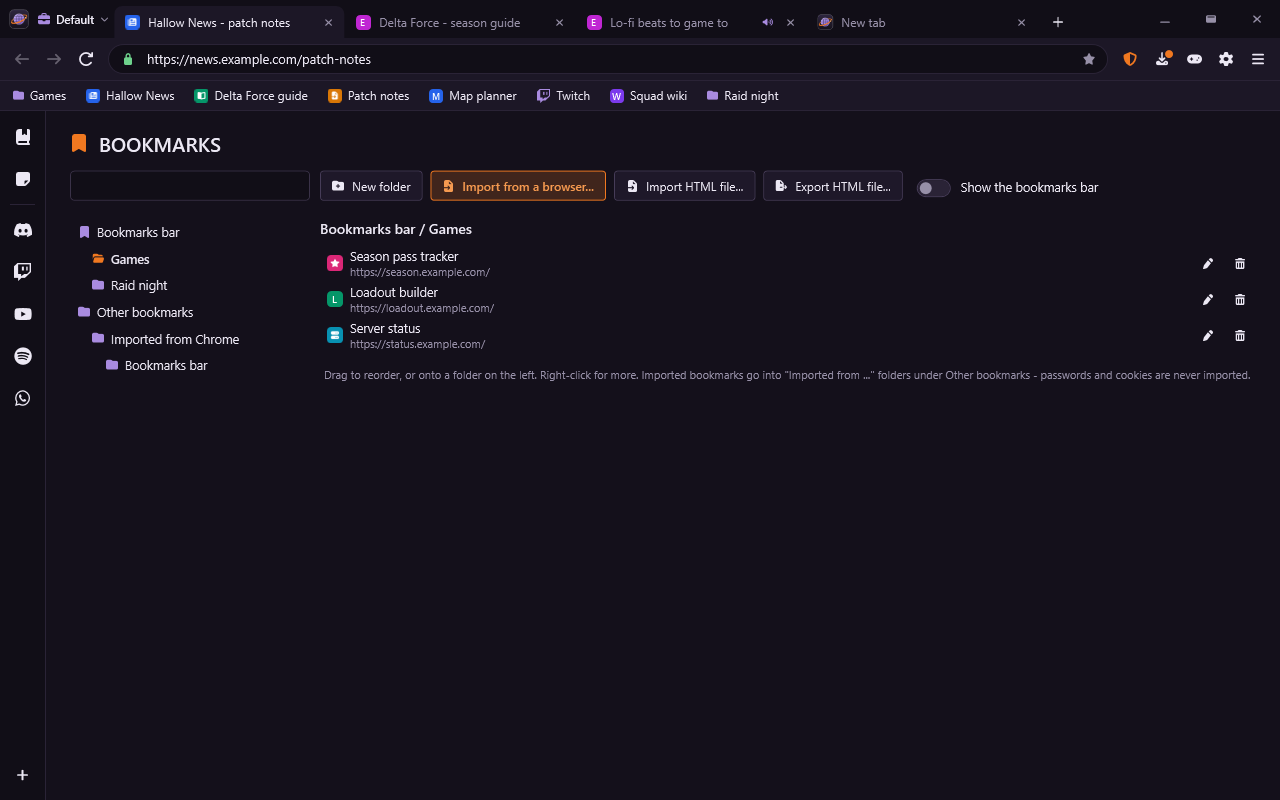 Default
Hallow News - patch notes
E Delta Force - season guide
E Lo-fi beats to game to
New tab
https://news.example.com/patch-notes
Games
Hallow News
Delta Force guide
Patch notes
M Map planner
Twitch
W Squad wiki
Raid night
BOOKMARKS
New folder
Import from a browser...
Import HTML file...
Export HTML file...
Show the bookmarks bar
Bookmarks bar
Games
Raid night
Other bookmarks
Imported from Chrome
Bookmarks bar
Bookmarks bar / Games
Season pass tracker
https://season.example.com/
L Loadout builder
https://loadout.example.com/
Server status
https://status.example.com/
Drag to reorder, or onto a folder on the left. Right-click for more. Imported bookmarks go into "Imported from ..." folders under Other bookmarks - passwords and cookies are never imported.